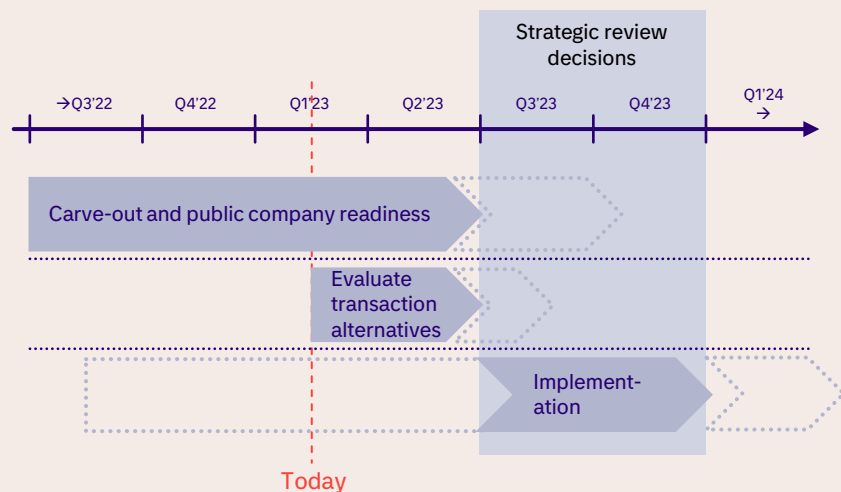 Strategic review
decisions
→Q3'22
Q4'22
Q1'23
Q2'23
Q3'23
Q4'23
Q1'24
→
Carve-out and public company readiness
Evaluate
transaction
alternatives
Implement-
ation
Today